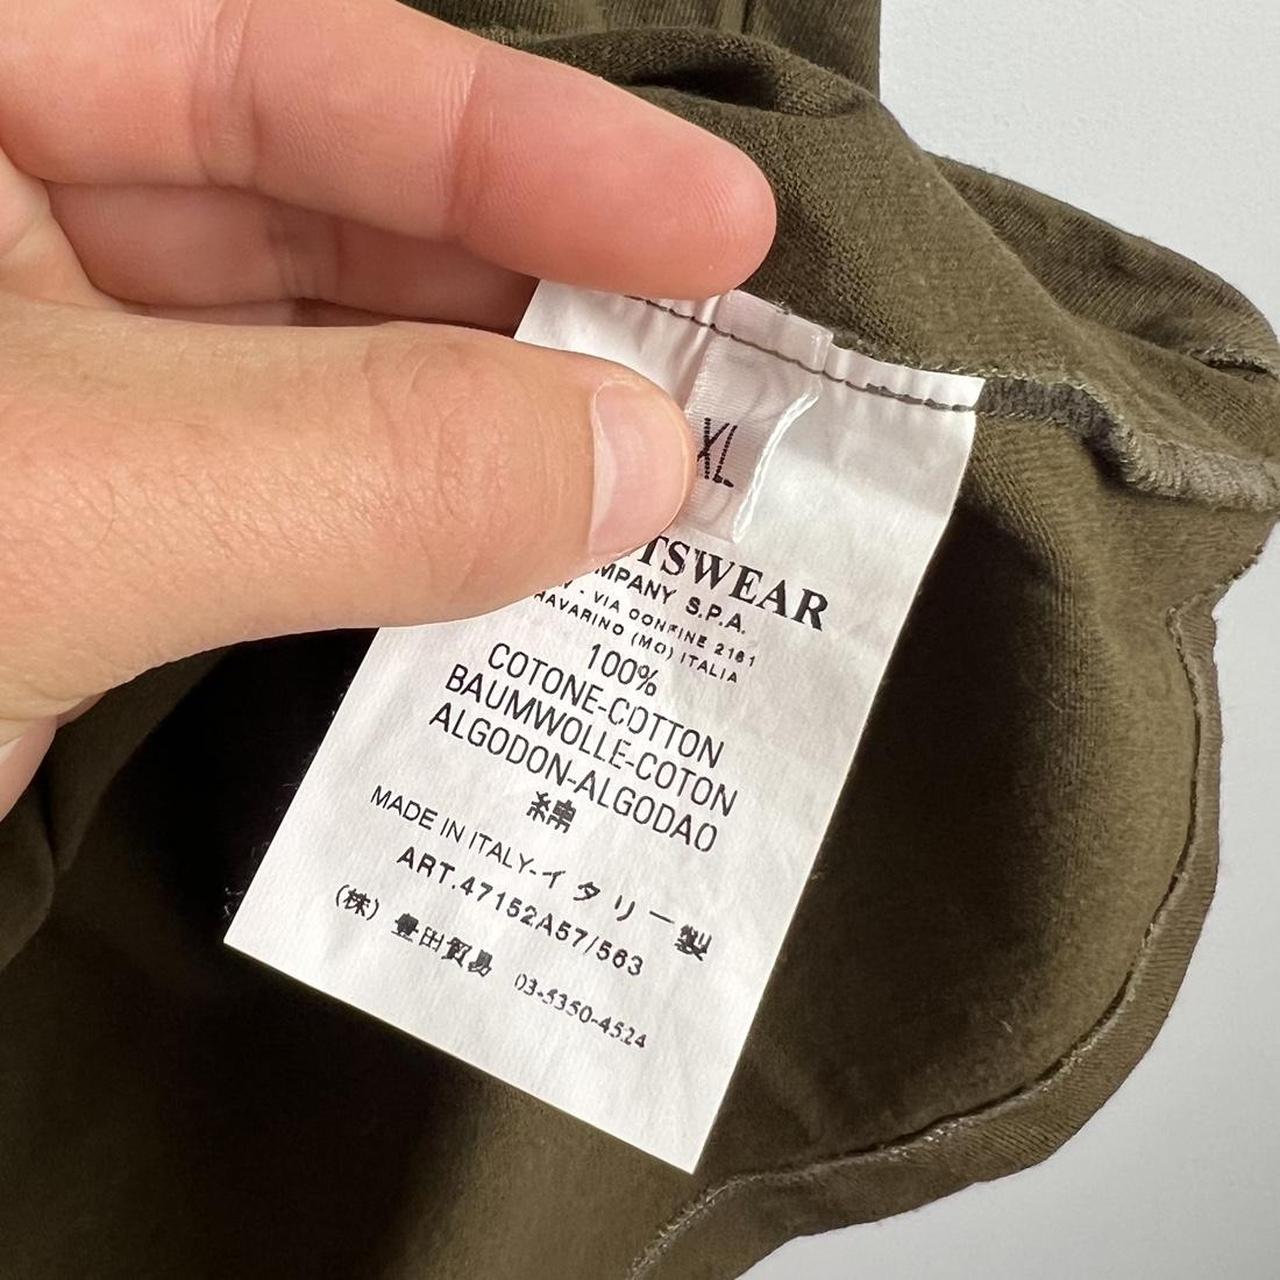 XL
TSWEAR
MPANY S.P.A.
- VIA CONFINE 2161
AVARINO (MO) ITALIA
100%
COTONE-COTTON
BAUMWOLLE-COTON
ALGODON-ALGODAO
綿
MADE IN ITALY-イタリー製
ART.47152A57/563
(株) 豊田貿易 03-5350-4524